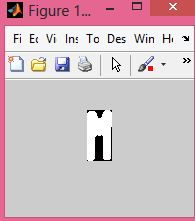 Figure 1...
Fi Ec Vi Ins To Des Win He
M